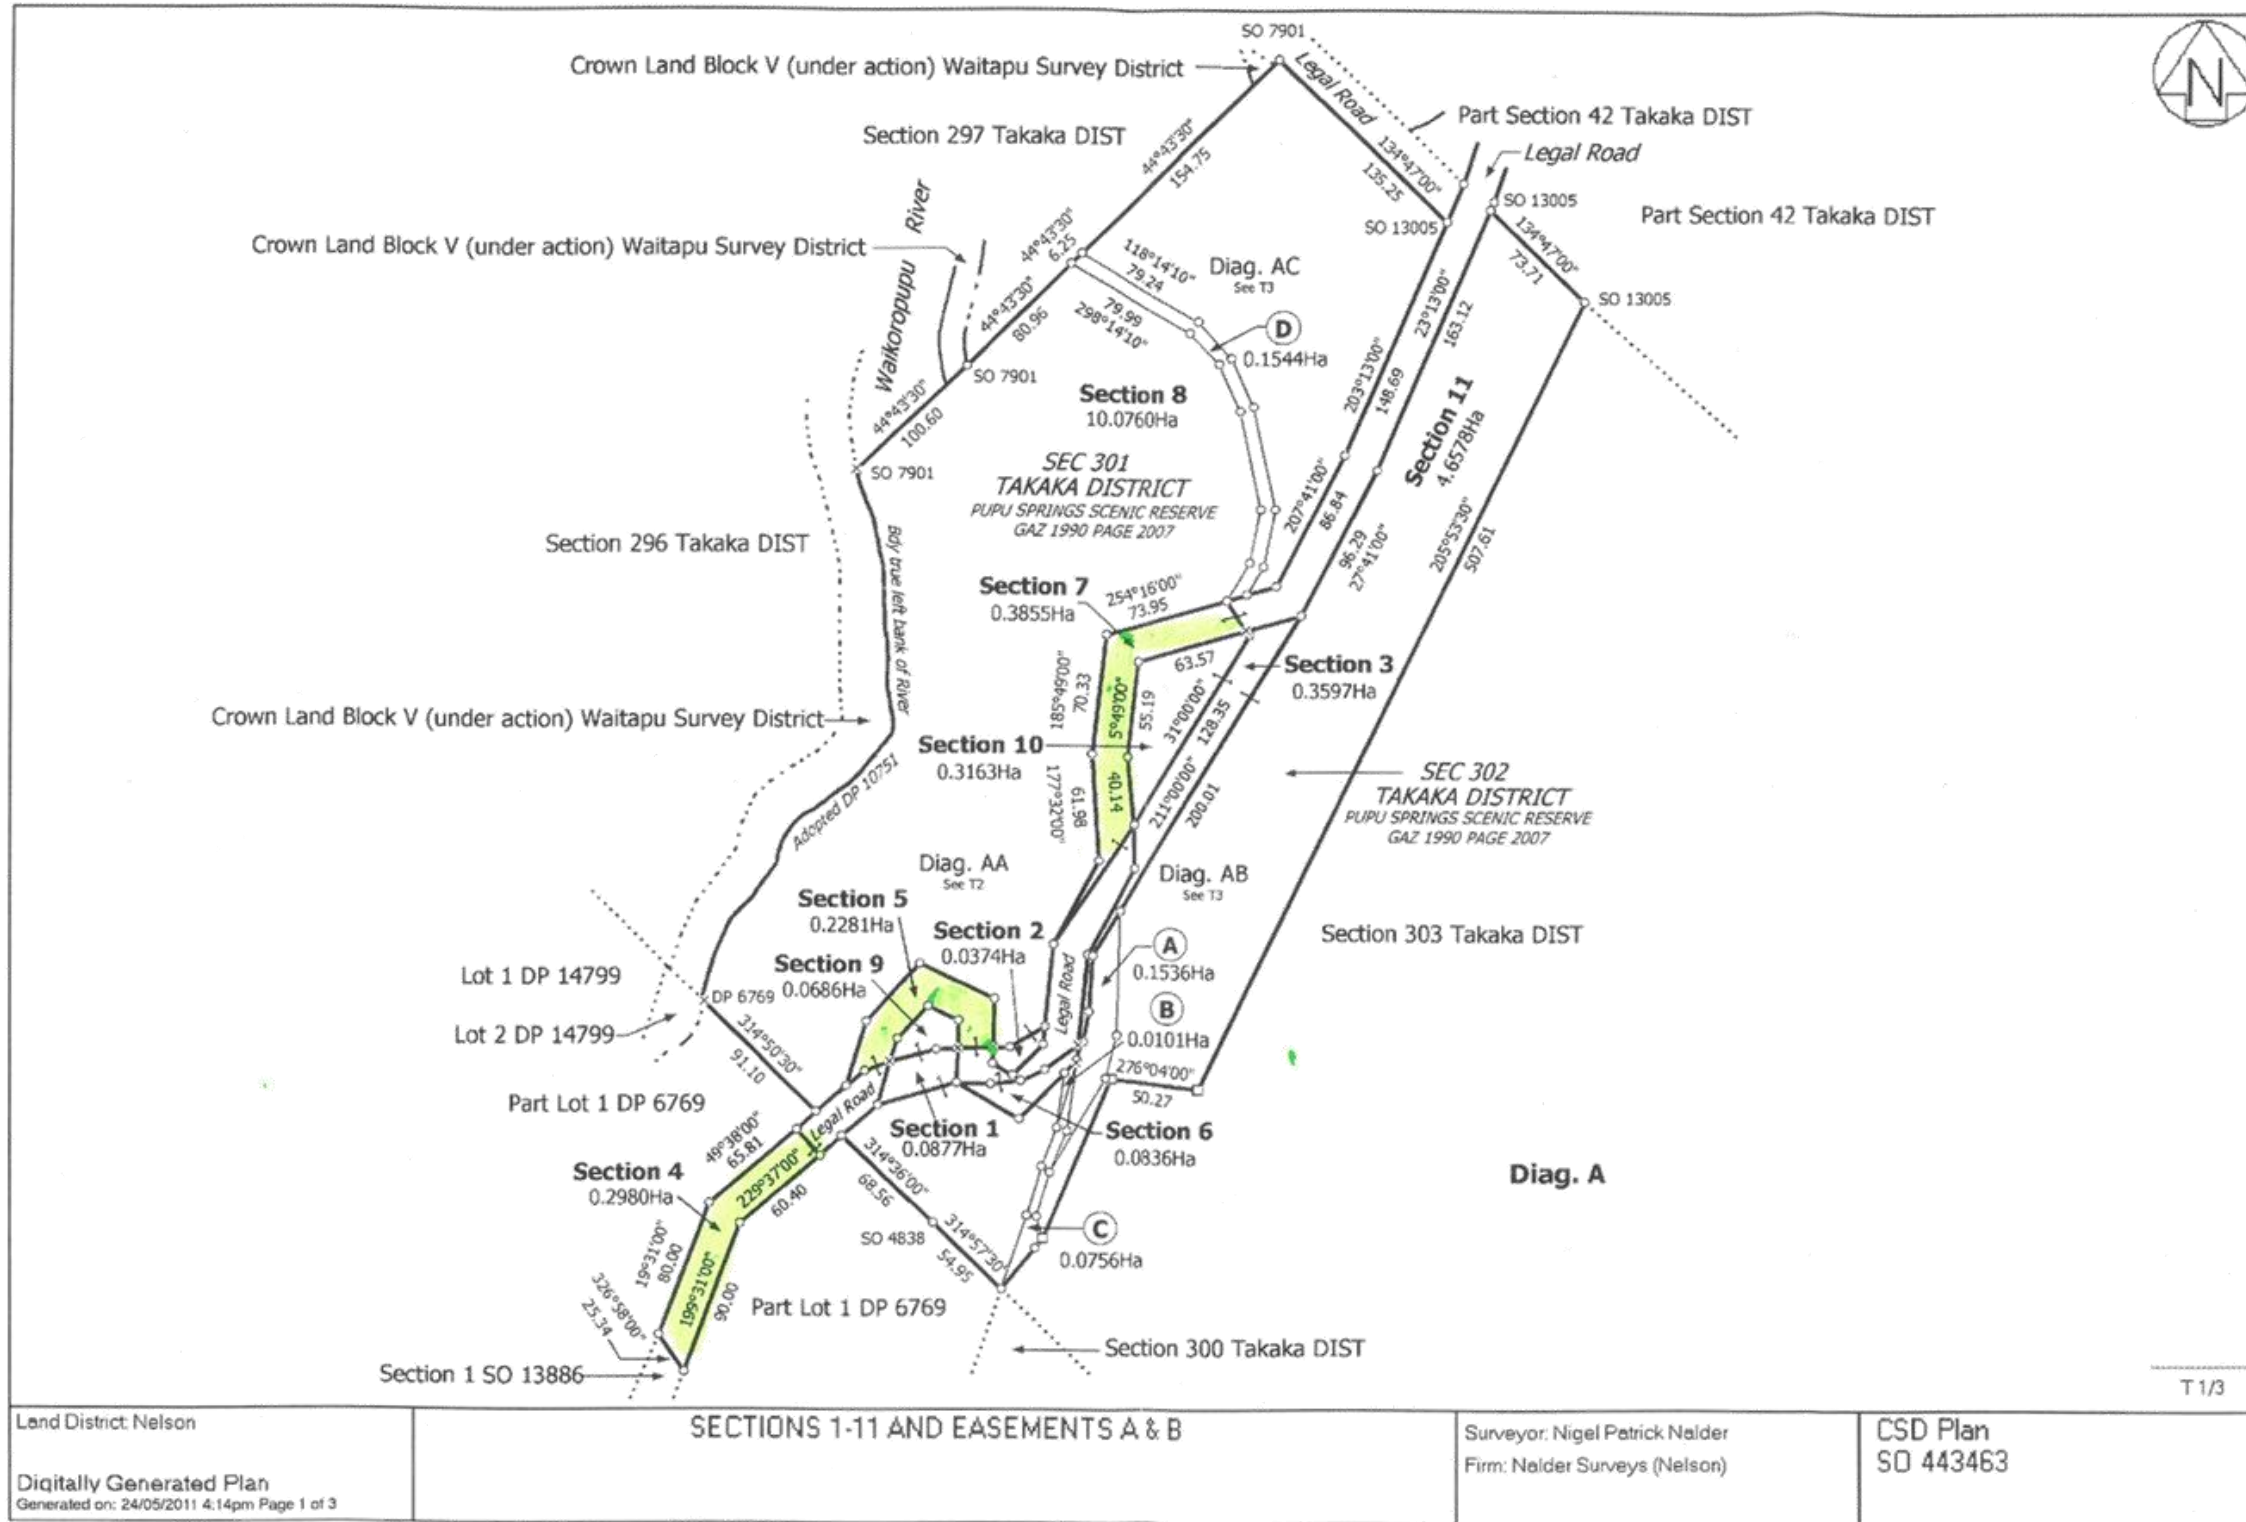 SO 7901
Crown Land Block V (under action) Waitapu Survey District
Legal Road
Part Section 42 Takaka DIST
N
Section 297 Takaka DIST
44°43'30"
154.75
134°47'00"
135.25
Legal Road
SO 13005
SO 13005
Part Section 42 Takaka DIST
134°47'00"
73.71
SO 13005
Crown Land Block V (under action) Waitapu Survey District
Waikoropupu River
44°43'30"
6.25
44°43'30"
80.96
118°14'10"
79.24
79.99
298°14'10"
Diag. AC
See T3
D
0.1544Ha
SO 7901
44°43'30"
100.60
SO 7901
Section 8
10.0760Ha
203°13'00"
148.69
23°13'00"
163.12
Section 11
4.6578Ha
SEC 301
TAKAKA DISTRICT
PUPU SPRINGS SCENIC RESERVE
GAZ 1990 PAGE 2007
207°41'00"
86.84
96.29
27°41'00"
205°53'30"
507.61
Section 296 Takaka DIST
Bdy true left bank of River
Section 7
0.3855Ha
254°16'00"
73.95
63.57
Section 3
0.3597Ha
185°49'00"
70.33
5°49'00"
55.19
31°00'00"
128.35
Crown Land Block V (under action) Waitapu Survey District
Section 10
0.3163Ha
177°32'00"
61.98
40.14
211°00'00"
200.01
SEC 302
TAKAKA DISTRICT
PUPU SPRINGS SCENIC RESERVE
GAZ 1990 PAGE 2007
Adopted DP 10751
Diag. AA
See T2
Diag. AB
See T3
Section 5
0.2281Ha
Section 2
0.0374Ha
Section 9
0.0686Ha
Legal Road
A
0.1536Ha
Section 303 Takaka DIST
Lot 1 DP 14799
DP 6769
Lot 2 DP 14799
314°50'30"
91.10
B
0.0101Ha
276°04'00"
50.27
Part Lot 1 DP 6769
Legal Road
Section 1
0.0877Ha
Section 6
0.0836Ha
49°38'00"
65.81
229°37'00"
60.40
314°36'00"
68.56
Section 4
0.2980Ha
Diag. A
SO 4838
314°57'30"
54.95
C
0.0756Ha
19°31'00"
80.00
199°31'00"
90.00
326°58'00"
25.34
Part Lot 1 DP 6769
Section 300 Takaka DIST
Section 1 SO 13886
T 1/3
Land District: Nelson
Digitally Generated Plan
Generated on: 24/05/2011 4:14pm Page 1 of 3
SECTIONS 1-11 AND EASEMENTS A & B
Surveyor: Nigel Patrick Nalder
Firm: Nalder Surveys (Nelson)
CSD Plan
SO 443463